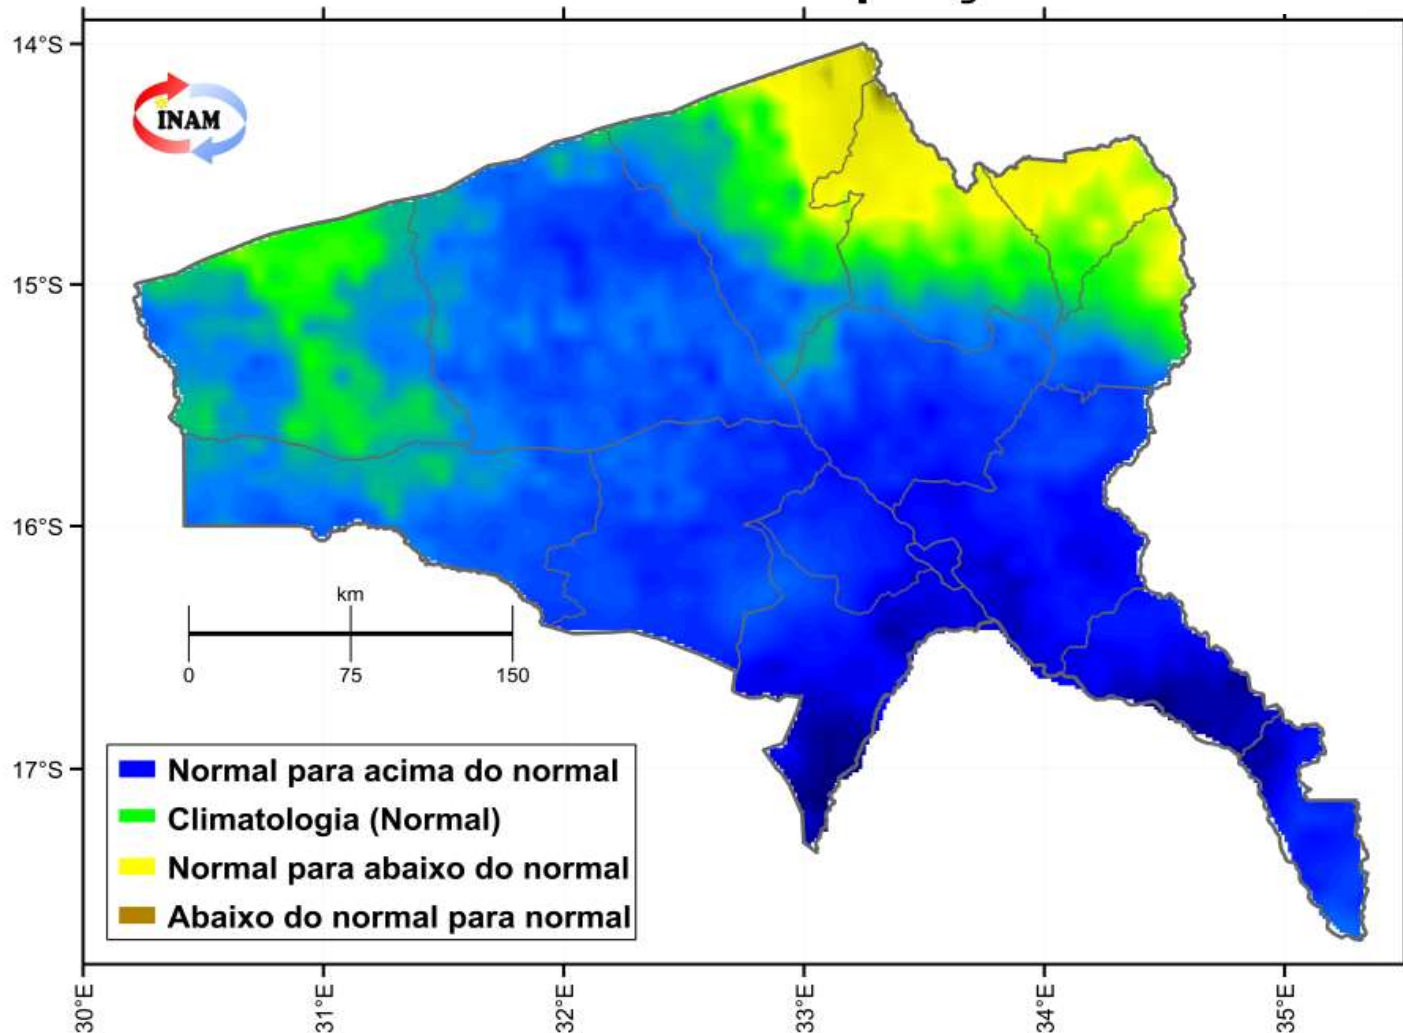 14°S
INAM
15°S
16°S
km
0 75 150
17°S
Normal para acima do normal
Climatologia (Normal)
Normal para abaixo do normal
Abaixo do normal para normal
30°E 31°E 32°E 33°E 34°E 35°E